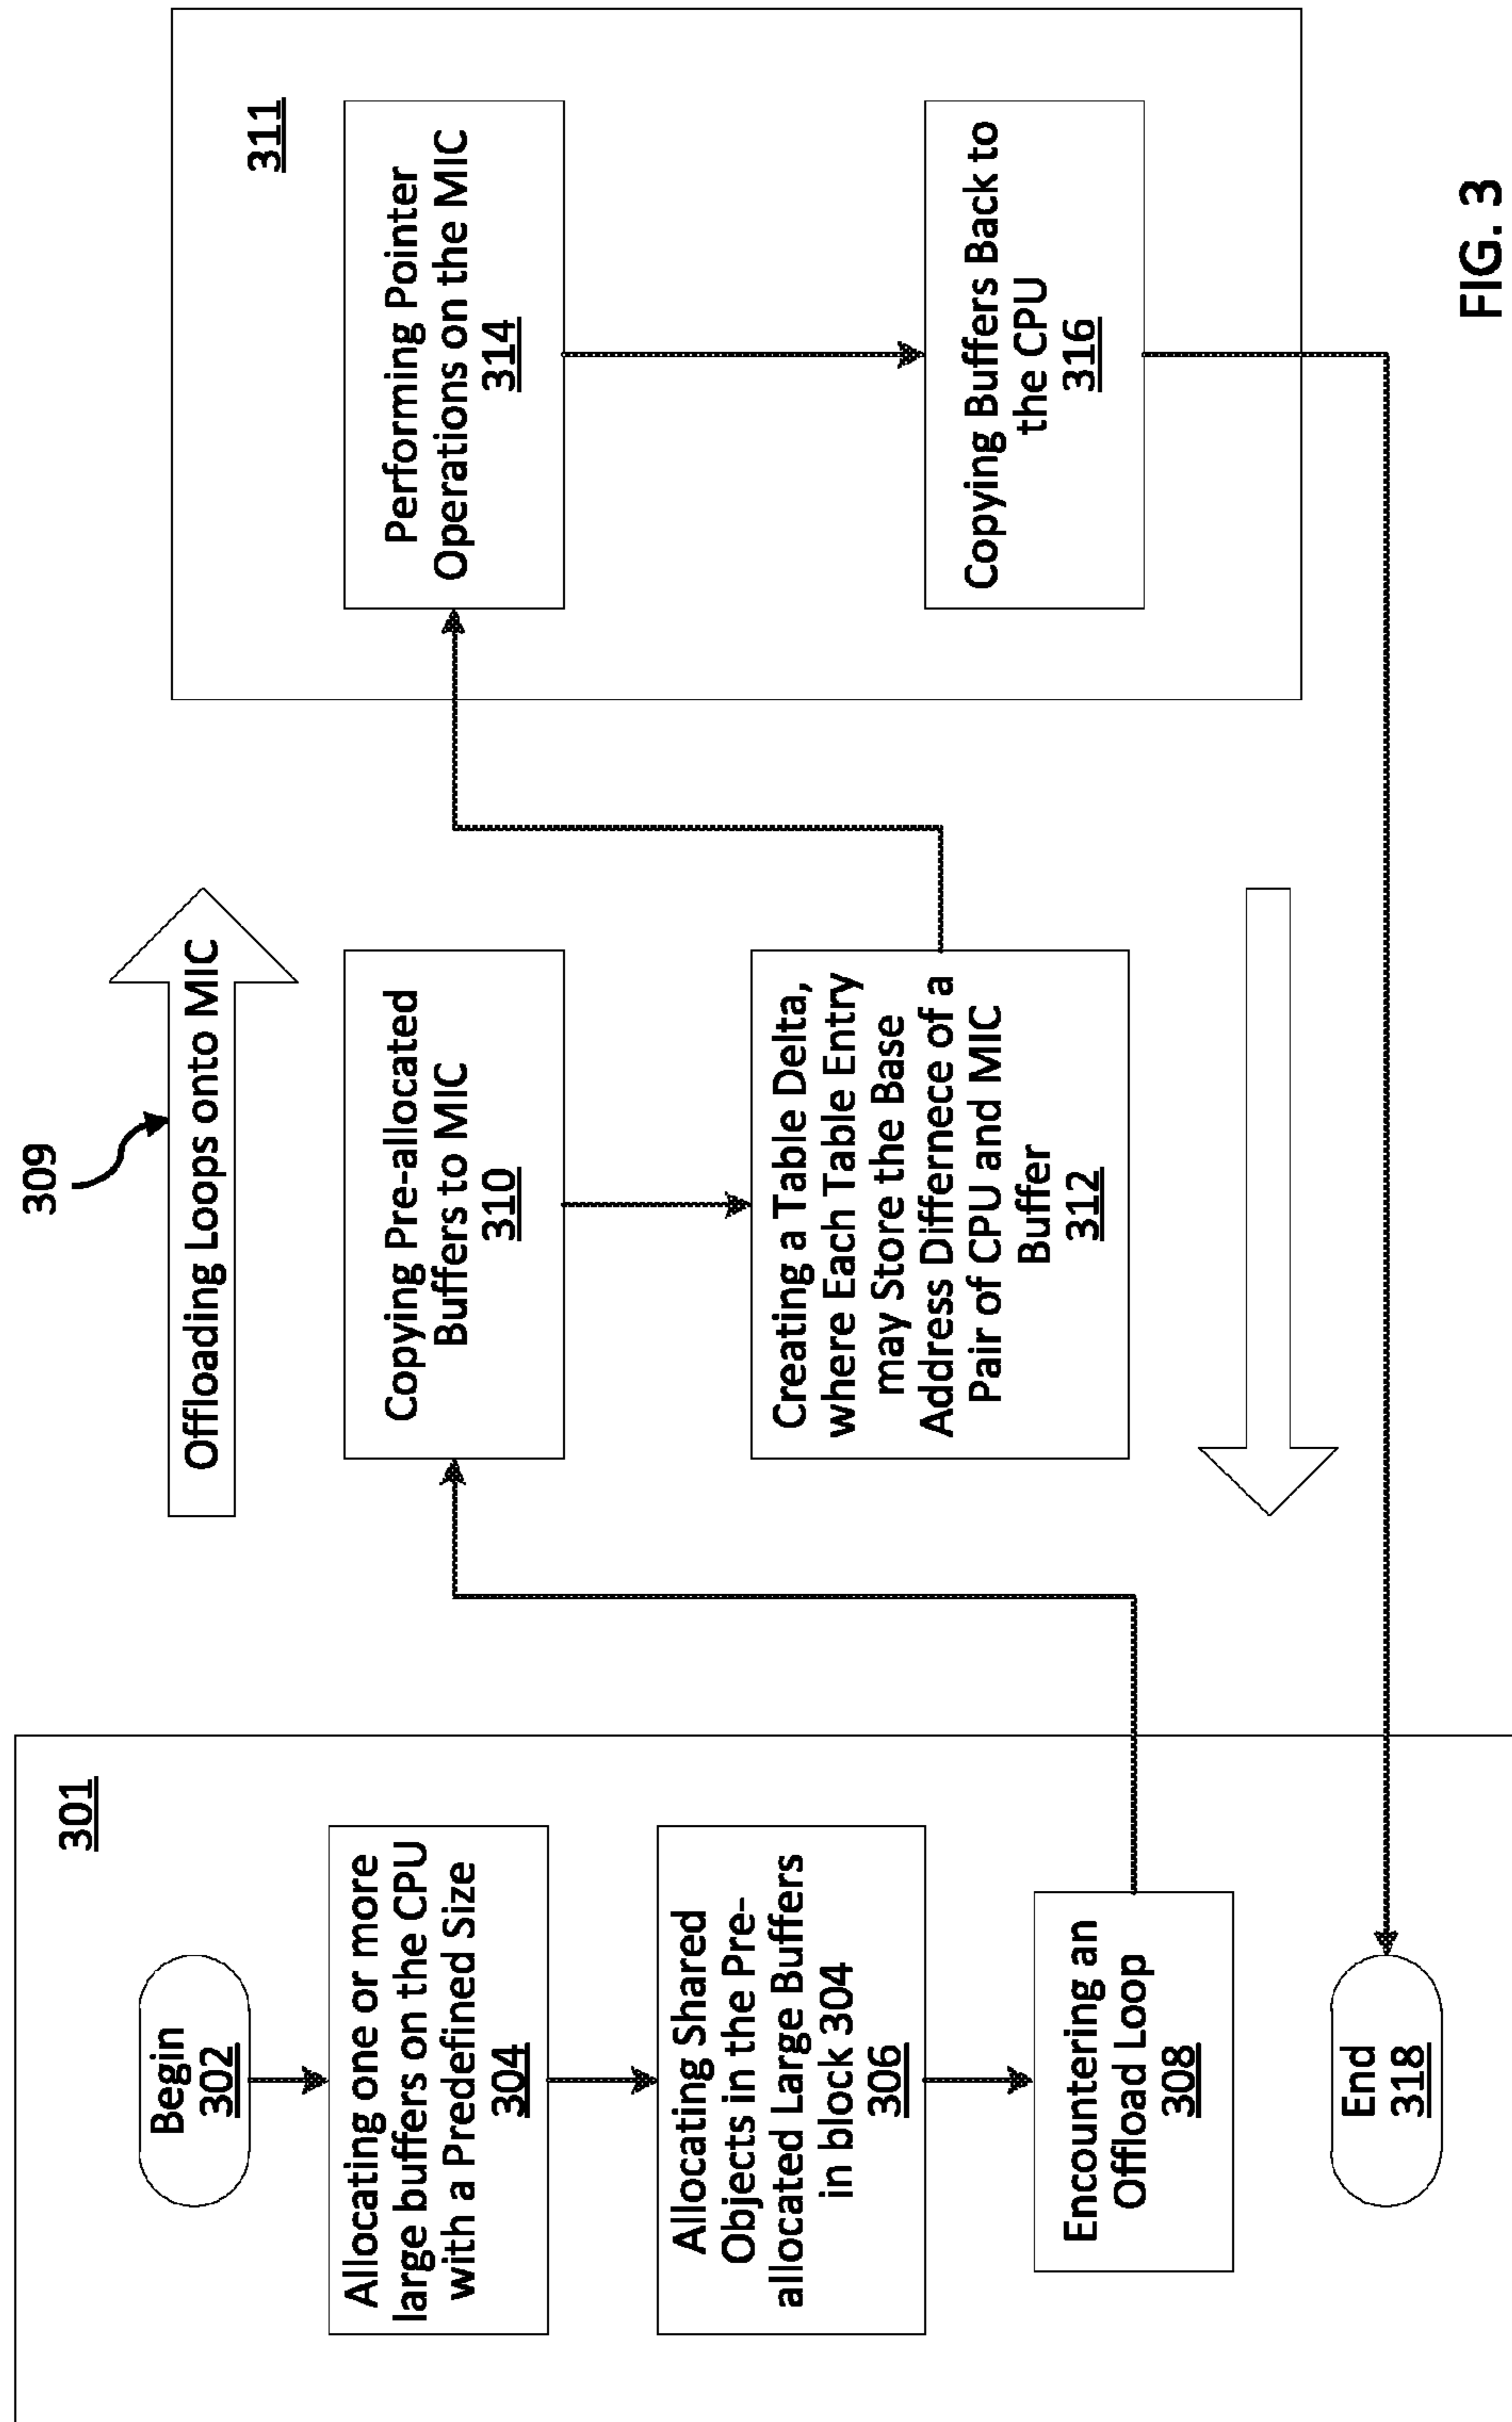 301
Begin
302
Allocating one or more
large buffers on the CPU
with a Predefined Size
304
Allocating Shared
Objects in the Pre-
allocated Large Buffers
in block 304
306
Encountering an
Offload Loop
308
End
318
309
Offloading Loops onto MIC
Copying Pre-allocated
Buffers to MIC
310
Creating a Table Delta,
where Each Table Entry
may Store the Base
Address Differnece of a
Pair of CPU and MIC
Buffer
312
311
Performing Pointer
Operations on the MIC
314
Copying Buffers Back to
the CPU
316
FIG. 3